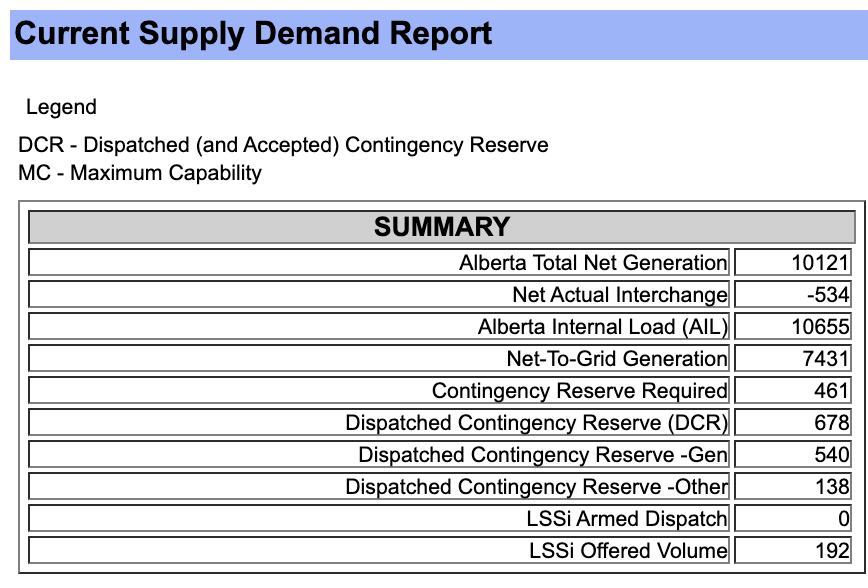 Current Supply Demand Report
Legend
DCR - Dispatched (and Accepted) Contingency Reserve
MC - Maximum Capability
SUMMARY
Alberta Total Net Generation 10121
Net Actual Interchange -534
Alberta Internal Load (AIL) 10655
Net-To-Grid Generation 7431
Contingency Reserve Required 461
Dispatched Contingency Reserve (DCR) 678
Dispatched Contingency Reserve -Gen 540
Dispatched Contingency Reserve -Other 138
LSSi Armed Dispatch 0
LSSi Offered Volume 192